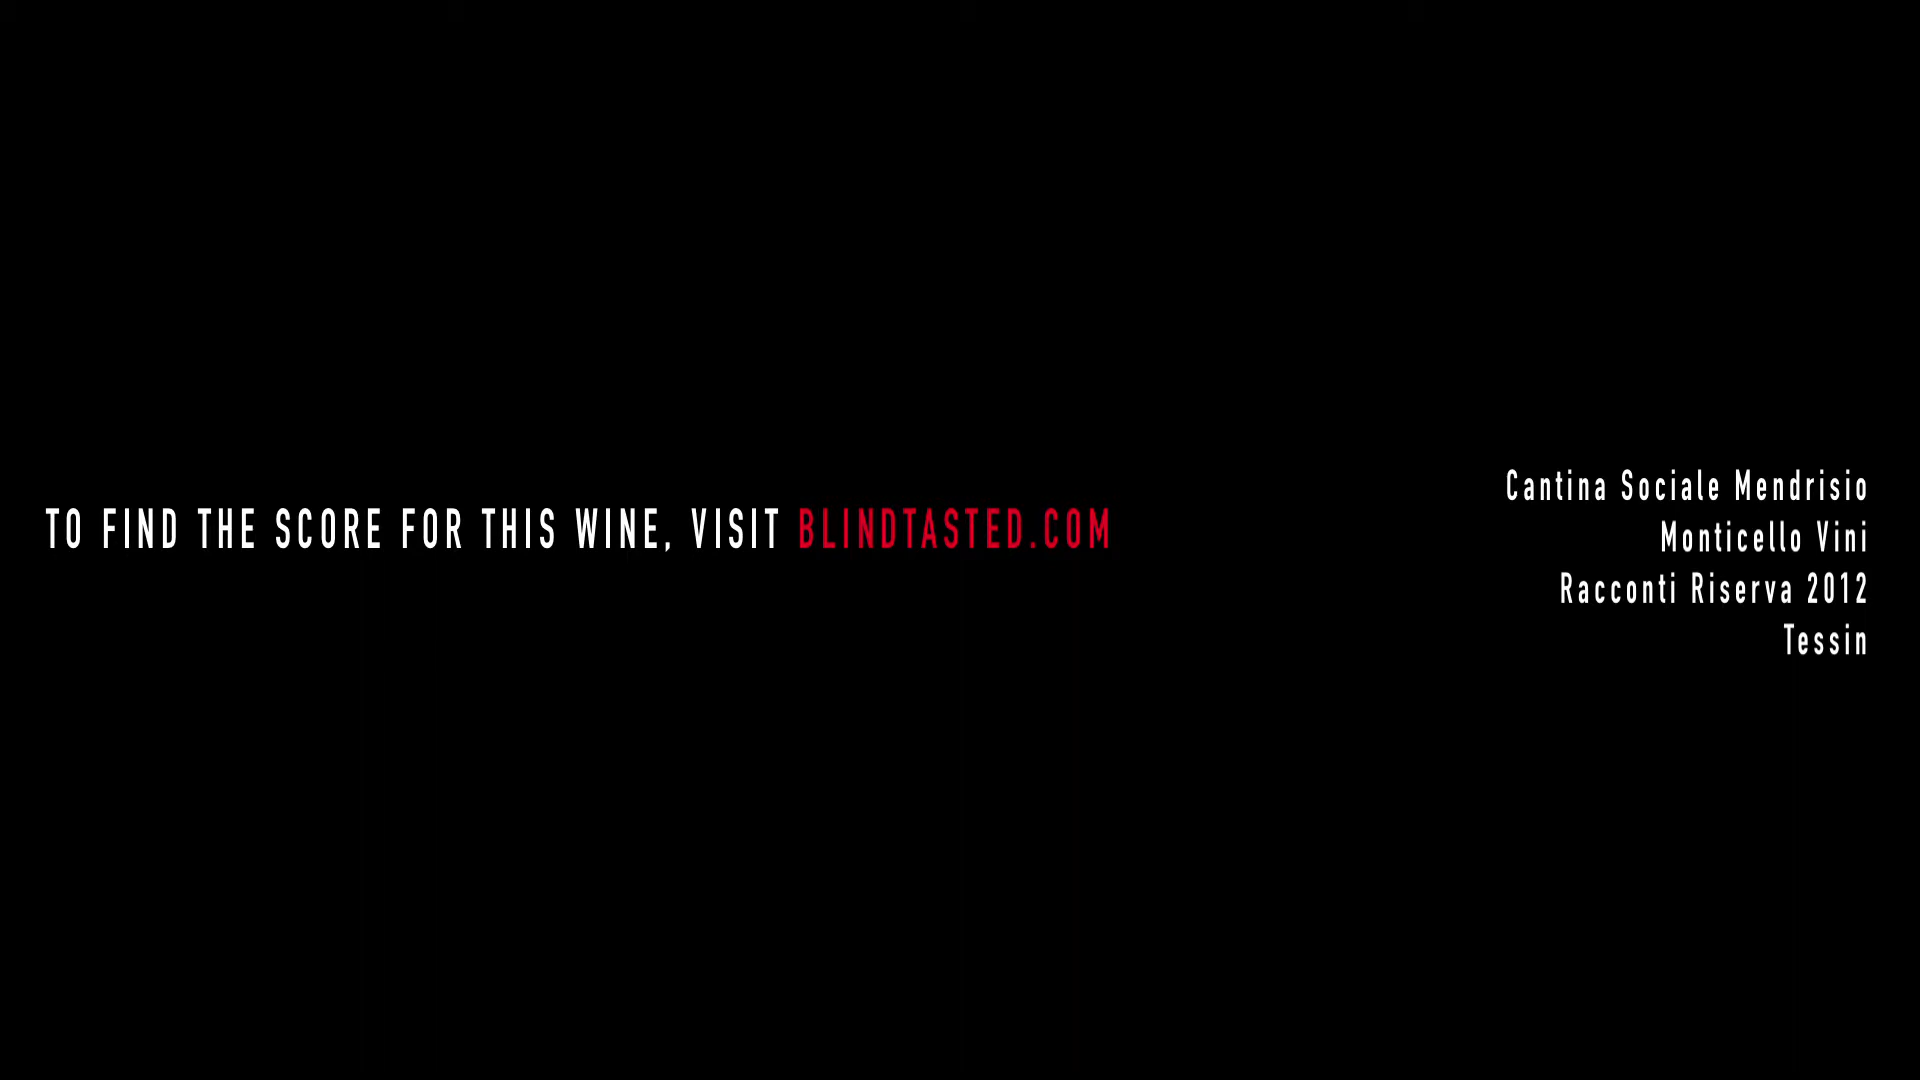 TO FIND THE SCORE FOR THIS WINE, VISIT BLINDTASTED.COM
Cantina Sociale Mendrisio
Monticello Vini
Racconti Riserva 2012
Tessin